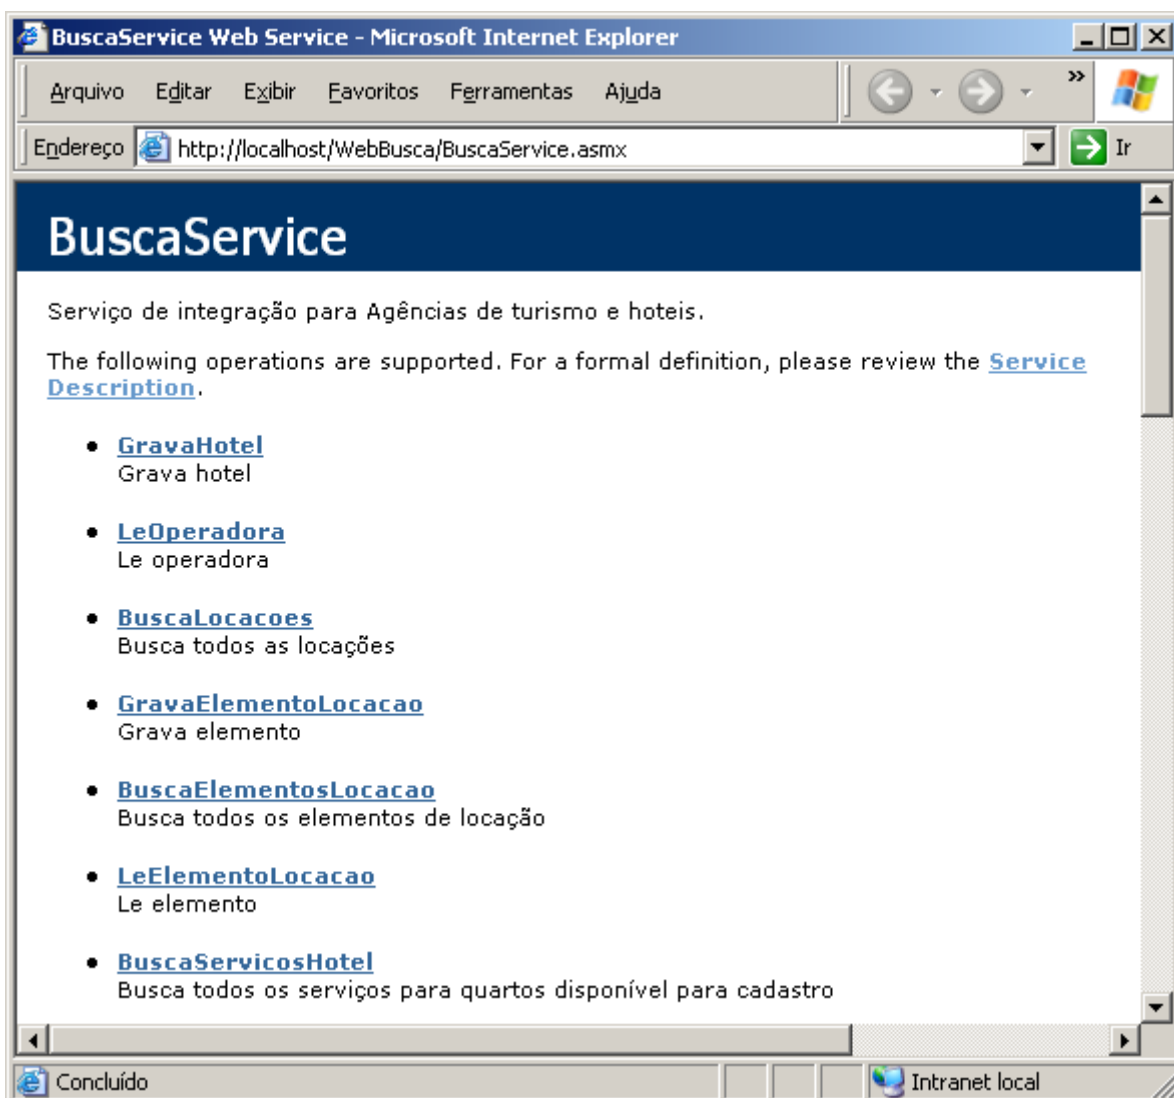 BuscaService Web Service - Microsoft Internet Explorer
Arquivo Editar Exibir Favoritos Ferramentas Ajuda »
Endereço http://localhost/WebBusca/BuscaService.asmx Ir
BuscaService
Serviço de integração para Agências de turismo e hoteis.
The following operations are supported. For a formal definition, please review the Service
Description.
• GravaHotel
Grava hotel
• LeOperadora
Le operadora
• BuscaLocacoes
Busca todos as locações
• GravaElementoLocacao
Grava elemento
• BuscaElementosLocacao
Busca todos os elementos de locação
• LeElementoLocacao
Le elemento
• BuscaServicosHotel
Busca todos os serviços para quartos disponível para cadastro
Concluído Intranet local